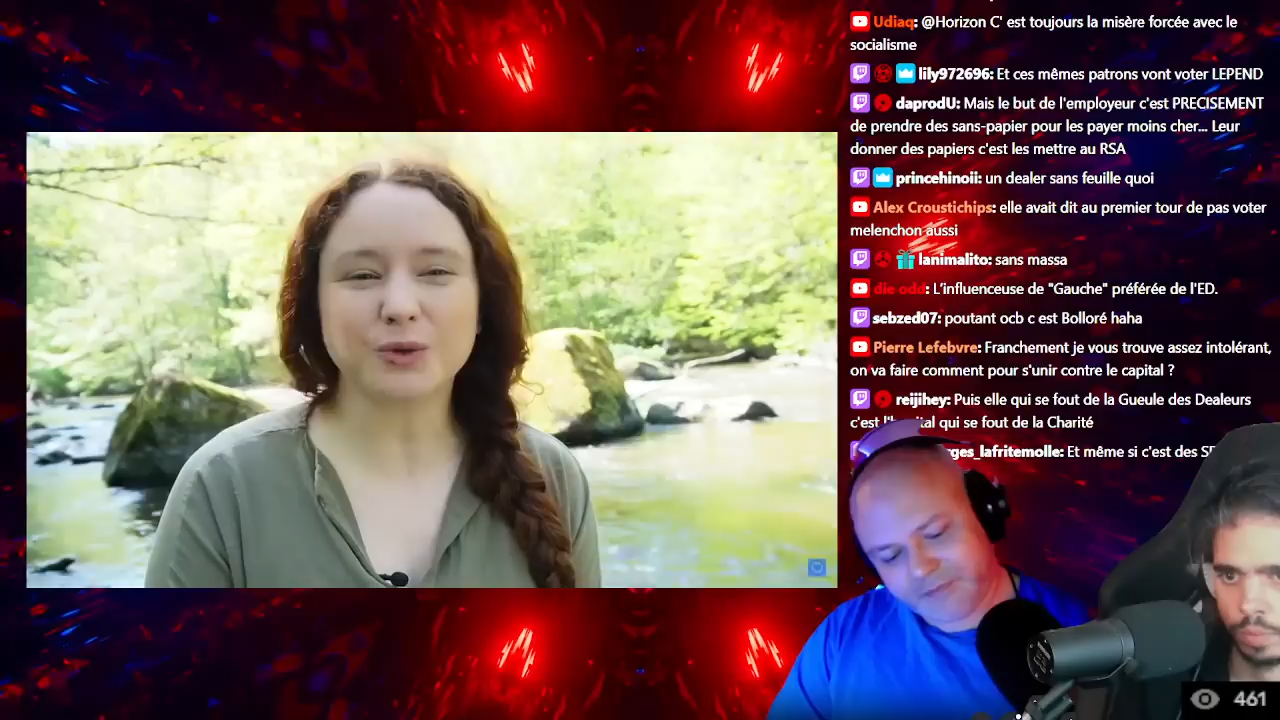 Udiaq: @Horizon C' est toujours la misère forcée avec le
socialisme
lily972696: Et ces mêmes patrons vont voter LEPEND
daprodU: Mais le but de l'employeur c'est PRECISEMENT
de prendre des sans-papier pour les payer moins cher... Leur
donner des papiers c'est les mettre au RSA
princehinoii: un dealer sans feuille quoi
Alex Croustichips: elle avait dit au premier tour de pas voter
melenchon aussi
lanimalito: sans massa
die odd: L'influenceuse de "Gauche" préférée de l'ED.
sebzed07: poutant ocb c est Bolloré haha
Pierre Lefebvre: Franchement je vous trouve assez intolérant,
on va faire comment pour s'unir contre le capital ?
reijihey: Puis elle qui se fout de la Gueule des Dealeurs
c'est qui se fout de la Charité
Et même si c'est des
461